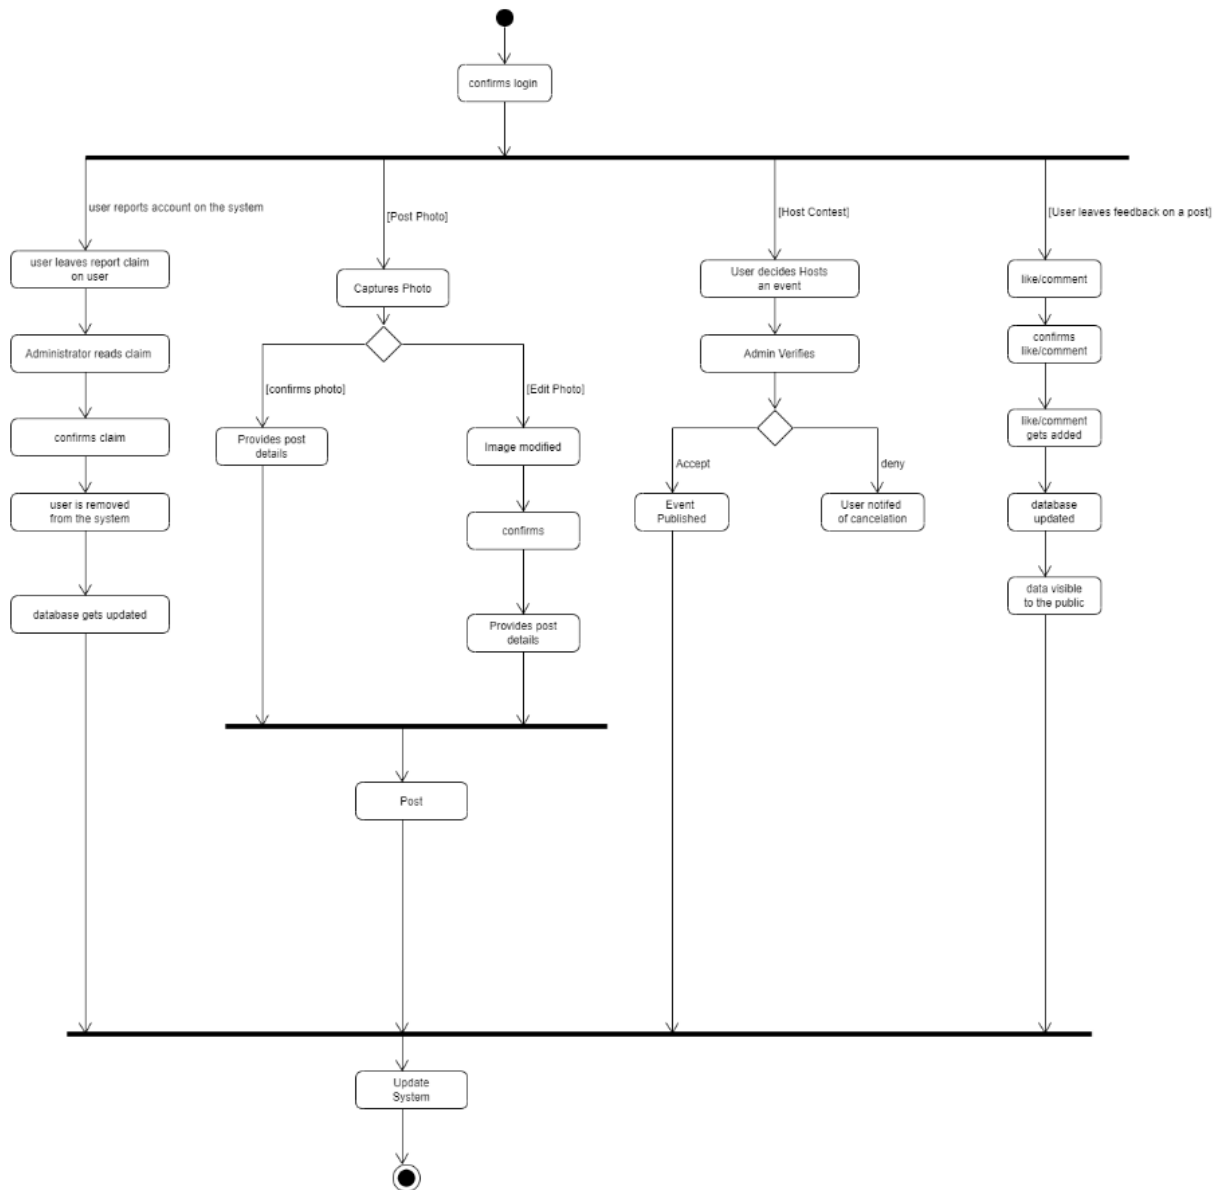 confirms login
user reports account on the system
[Post Photo]
[Host Contest]
[User leaves feedback on a post]
user leaves report claim
on user
Captures Photo
User decides Hosts
an event
like/comment
Administrator reads claim
Admin Verifies
confirms
like/comment
[confirms photo]
[Edit Photo]
confirms claim
Provides post
details
Image modified
like/comment
gets added
Accept
deny
user is removed
from the system
confirms
Event
Published
User notifed
of cancelation
database
updated
database gets updated
Provides post
details
data visible
to the public
Post
Update
System